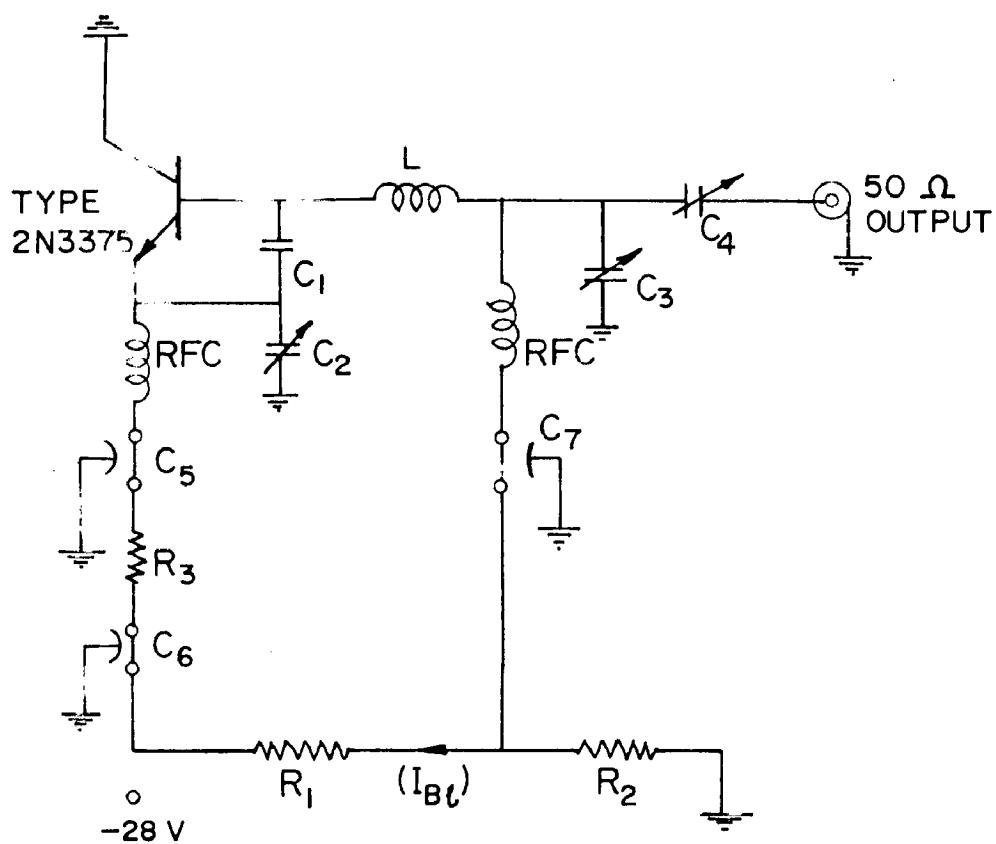 L
TYPE
2N3375
50 Ω
OUTPUT
C4
C1
C3
RFC
C2
RFC
C5
C7
R3
C6
R1
(IBℓ)
R2
-28 V